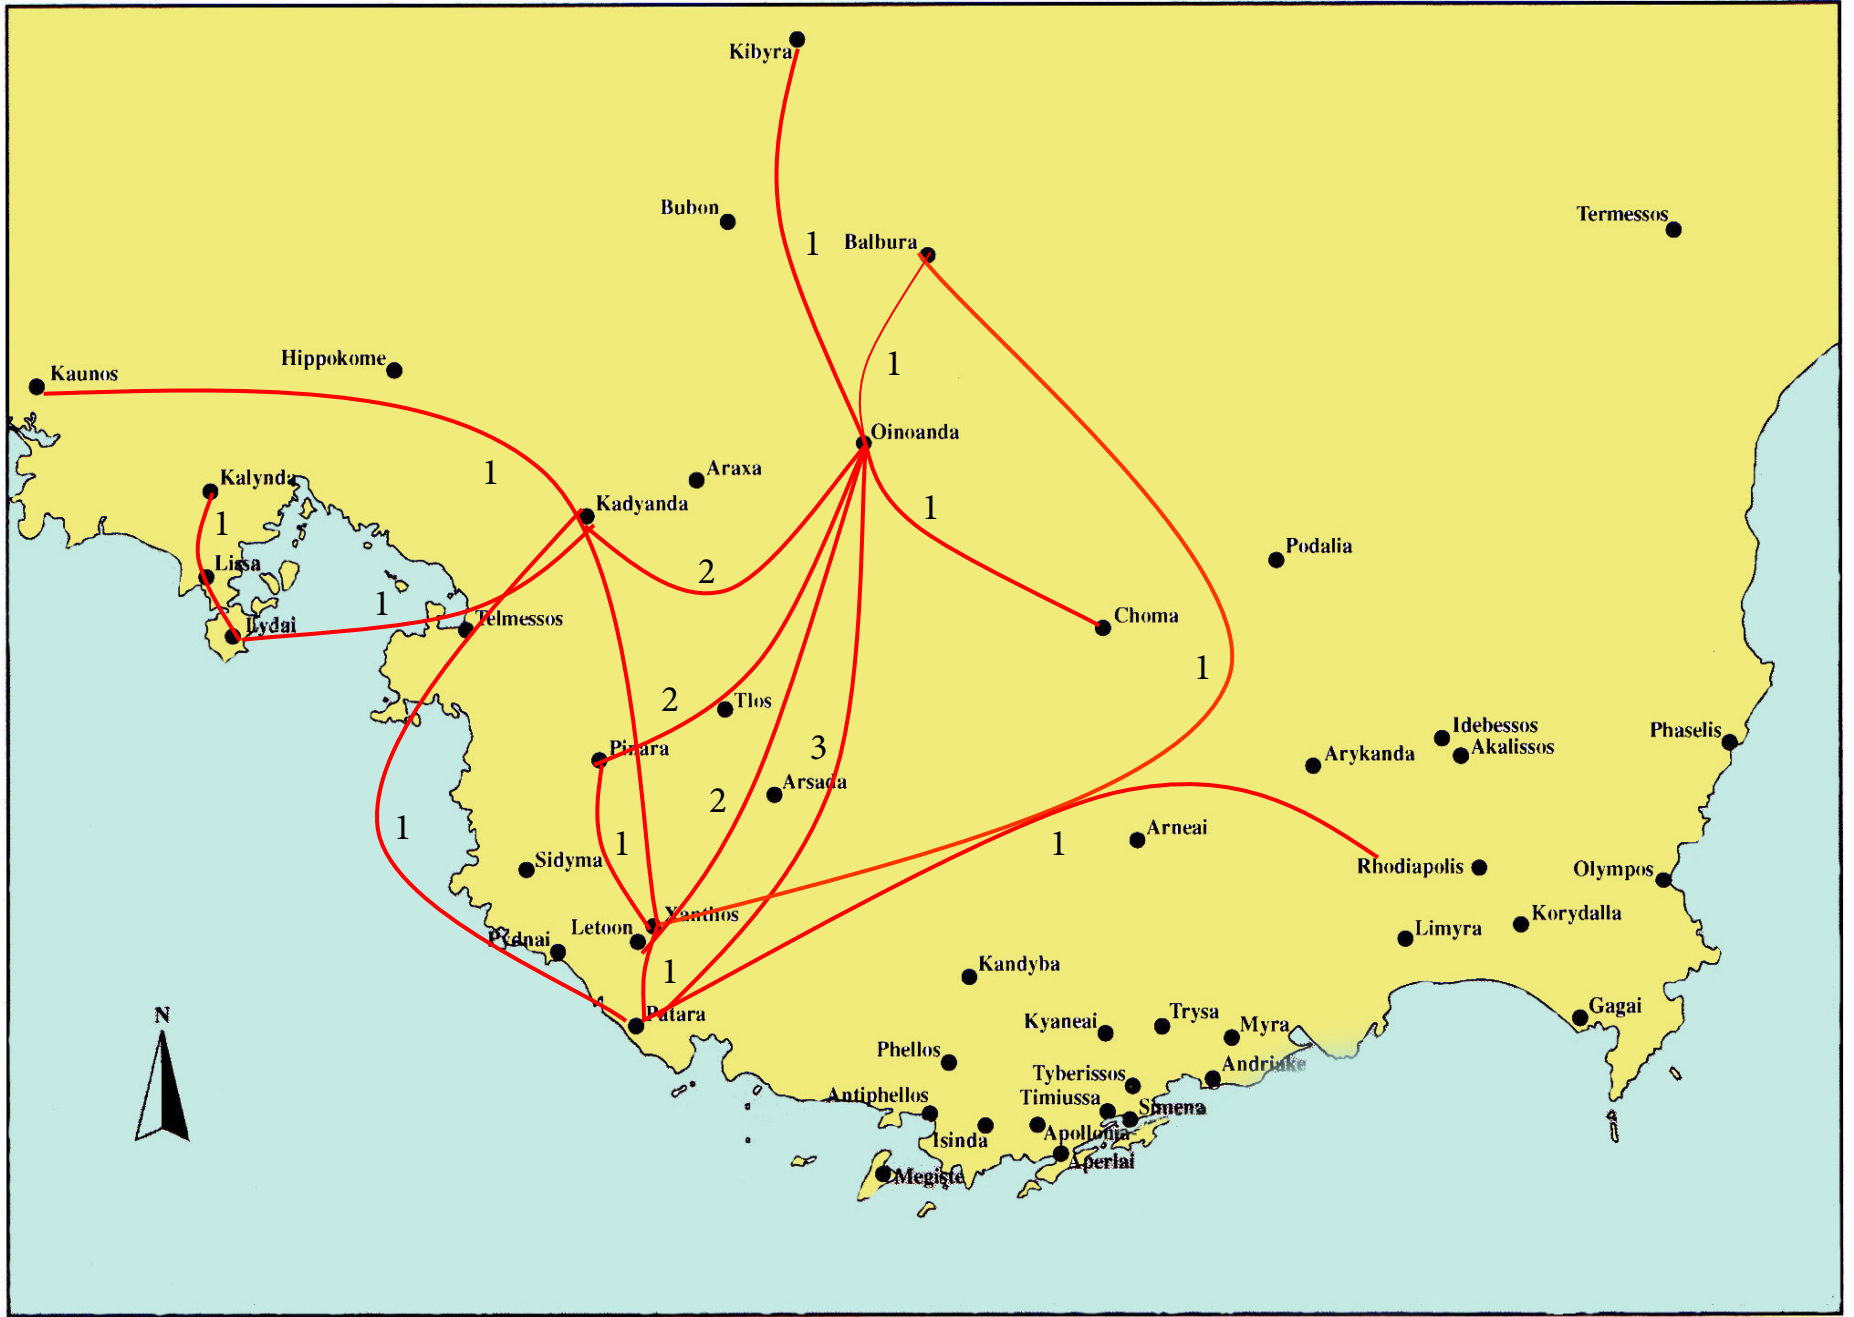 Kibyra
Bubon
Termessos
1
Balbura
Hippokome
1
Kaunos
Oinoanda
Araxa
1
Kalynda
Kadyanda
1
1
Podalia
Lissa
2
1
Choma
Telmessos
Lydai
1
2
Tlos
Idebessos
Phaselis
Pinara
3
Akalissos
Arykanda
Arsada
2
1
Arneai
1
1
Sidyma
Rhodiapolis
Olympos
Xanthos
Korydalla
Letoon
Limyra
Pydnai
Kandyba
1
Gagai
N
Patara
Trysa
Kyaneai
Myra
Phellos
Andriake
Tyberissos
Antiphellos
Timiussa
Simena
Isinda
Apollonia
Aperlai
Megiste